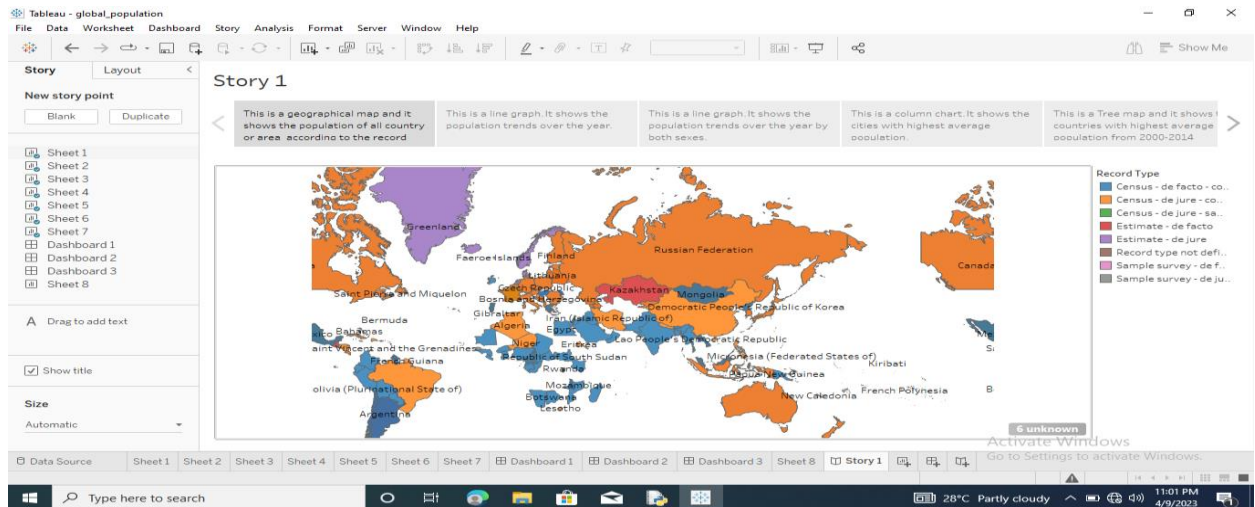 Tableau - global_population
File Data Worksheet Dashboard Story Analysis Format Server Window Help
Show Me
Story Layout
New story point
Blank Duplicate
Sheet 1
Sheet 2
Sheet 3
Sheet 4
Sheet 5
Sheet 6
Sheet 7
Dashboard 1
Dashboard 2
Dashboard 3
Sheet 8
A Drag to add text
Show title
Size
Automatic
Story 1
This is a geographical map and it
shows the population of all country
or area according to the record
This is a line graph.It shows the
population trends over the year.
This is a line graph.It shows the
population trends over the year by
both sexes.
This is a column chart.It shows the
cities with highest average
population.
This is a Tree map and it shows
countries with highest average
population from 2000-2014
Greenland
Faeroe Islands Finland
Russian Federation
Canada
Lithuania
Czech Republic
Kazakhstan
Mongolia
Saint Pierre and Miquelon
Bosnia and Herzegovina
Democratic People's Republic of Korea
Bermuda
Gibraltar
Iran (Islamic Republic of)
Algeria
Egypt
xico Bahamas
Me
Niger
Eritrea
Lao People's Democratic Republic
aint Vincent and the Grenadines
French Guiana
Republic of South Sudan
Micronesia (Federated States of)
Kiribati
Rwanda
Papua New Guinea
olivia (Plurinational State of)
Mozambique
French Polynesia
B
Botswana
New Caledonia
Lesotho
Argentina
6 unknown
Record Type
Census - de facto - co..
Census - de jure - co..
Census - de jure - sa..
Estimate - de facto
Estimate - de jure
Record type not defi..
Sample survey - de f..
Sample survey - de ju..
Activate Windows
Go to Settings to activate Windows.
Data Source Sheet 1 Sheet 2 Sheet 3 Sheet 4 Sheet 5 Sheet 6 Sheet 7 Dashboard 1 Dashboard 2 Dashboard 3 Sheet 8 Story 1
Type here to search
28°C Partly cloudy
11:01 PM
4/9/2023